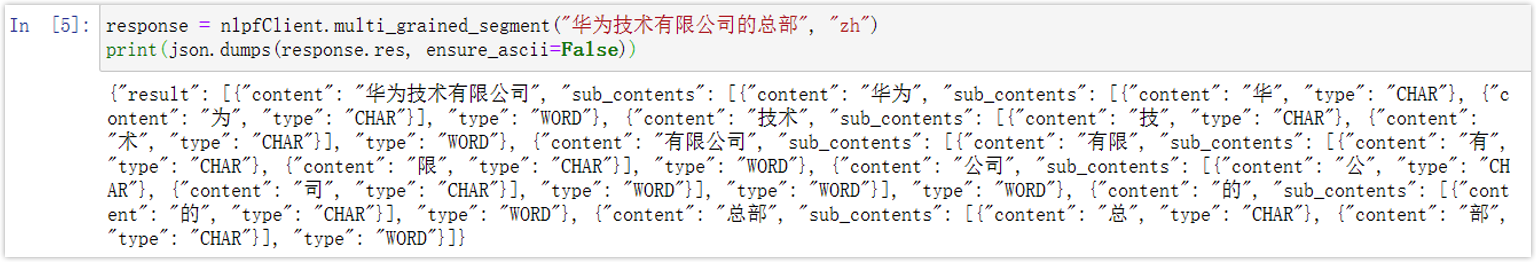 In [5]: response = nlpfClient.multi_grained_segment("华为技术有限公司的总部", "zh")
print(json.dumps(response.res, ensure_ascii=False))
{"result": [{"content": "华为技术有限公司", "sub_contents": [{"content": "华为", "sub_contents": [{"content": "华", "type": "CHAR"}, {"c
ontent": "为", "type": "CHAR"}], "type": "WORD"}, {"content": "技术", "sub_contents": [{"content": "技", "type": "CHAR"}, {"content":
"术", "type": "CHAR"}], "type": "WORD"}, {"content": "有限公司", "sub_contents": [{"content": "有限", "sub_contents": [{"content": "有",
"type": "CHAR"}, {"content": "限", "type": "CHAR"}], "type": "WORD"}, {"content": "公司", "sub_contents": [{"content": "公", "type": "CH
AR"}, {"content": "司", "type": "CHAR"}], "type": "WORD"}], "type": "WORD"}], "type": "WORD"}, {"content": "的", "sub_contents": [{"cont
ent": "的", "type": "CHAR"}], "type": "WORD"}, {"content": "总部", "sub_contents": [{"content": "总", "type": "CHAR"}, {"content": "部",
"type": "CHAR"}], "type": "WORD"}]}